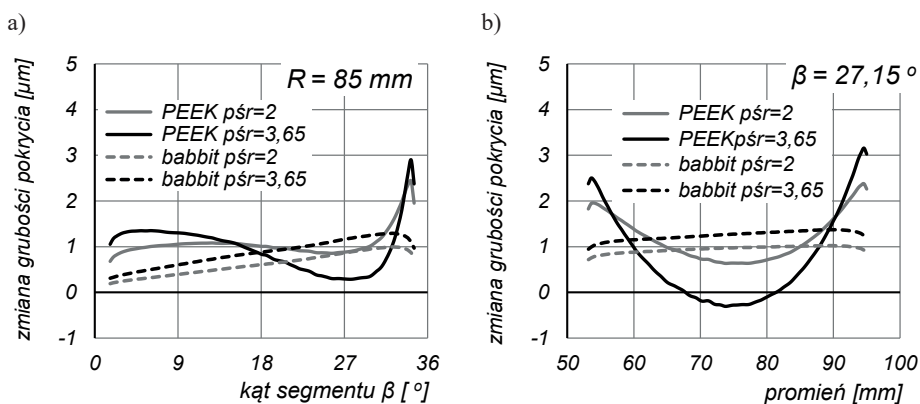 a)
R = 85 mm
PEEK pśr=2
PEEK pśr=3,65
babbit pśr=2
babbit pśr=3,65
zmiana grubości pokrycia [μm]
5
4
3
2
1
0
-1
0
9
18
27
36
kąt segmentu β [ º]
b)
β = 27,15 º
PEEK pśr=2
PEEKpśr=3,65
babbit pśr=2
babbit pśr=3,65
zmiana grubości pokrycia [μm]
5
4
3
2
1
0
-1
50
60
70
80
90
100
promień [mm]